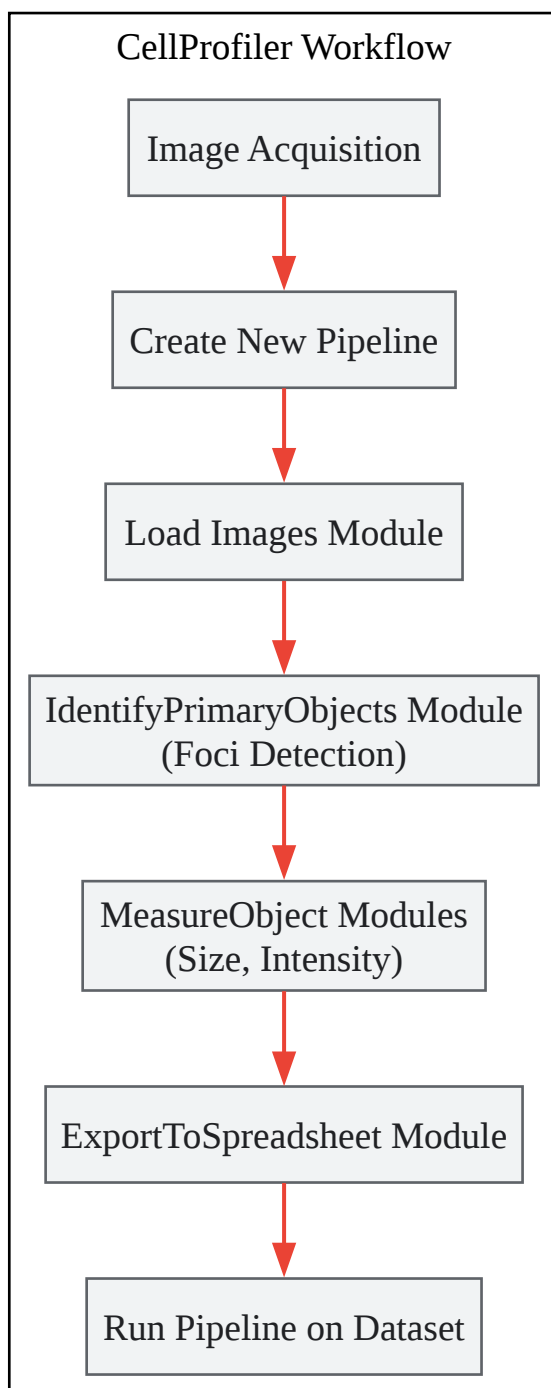 CellProfiler Workflow
Image Acquisition
Create New Pipeline
Load Images Module
IdentifyPrimaryObjects Module
(Foci Detection)
MeasureObject Modules
(Size, Intensity)
ExportToSpreadsheet Module
Run Pipeline on Dataset